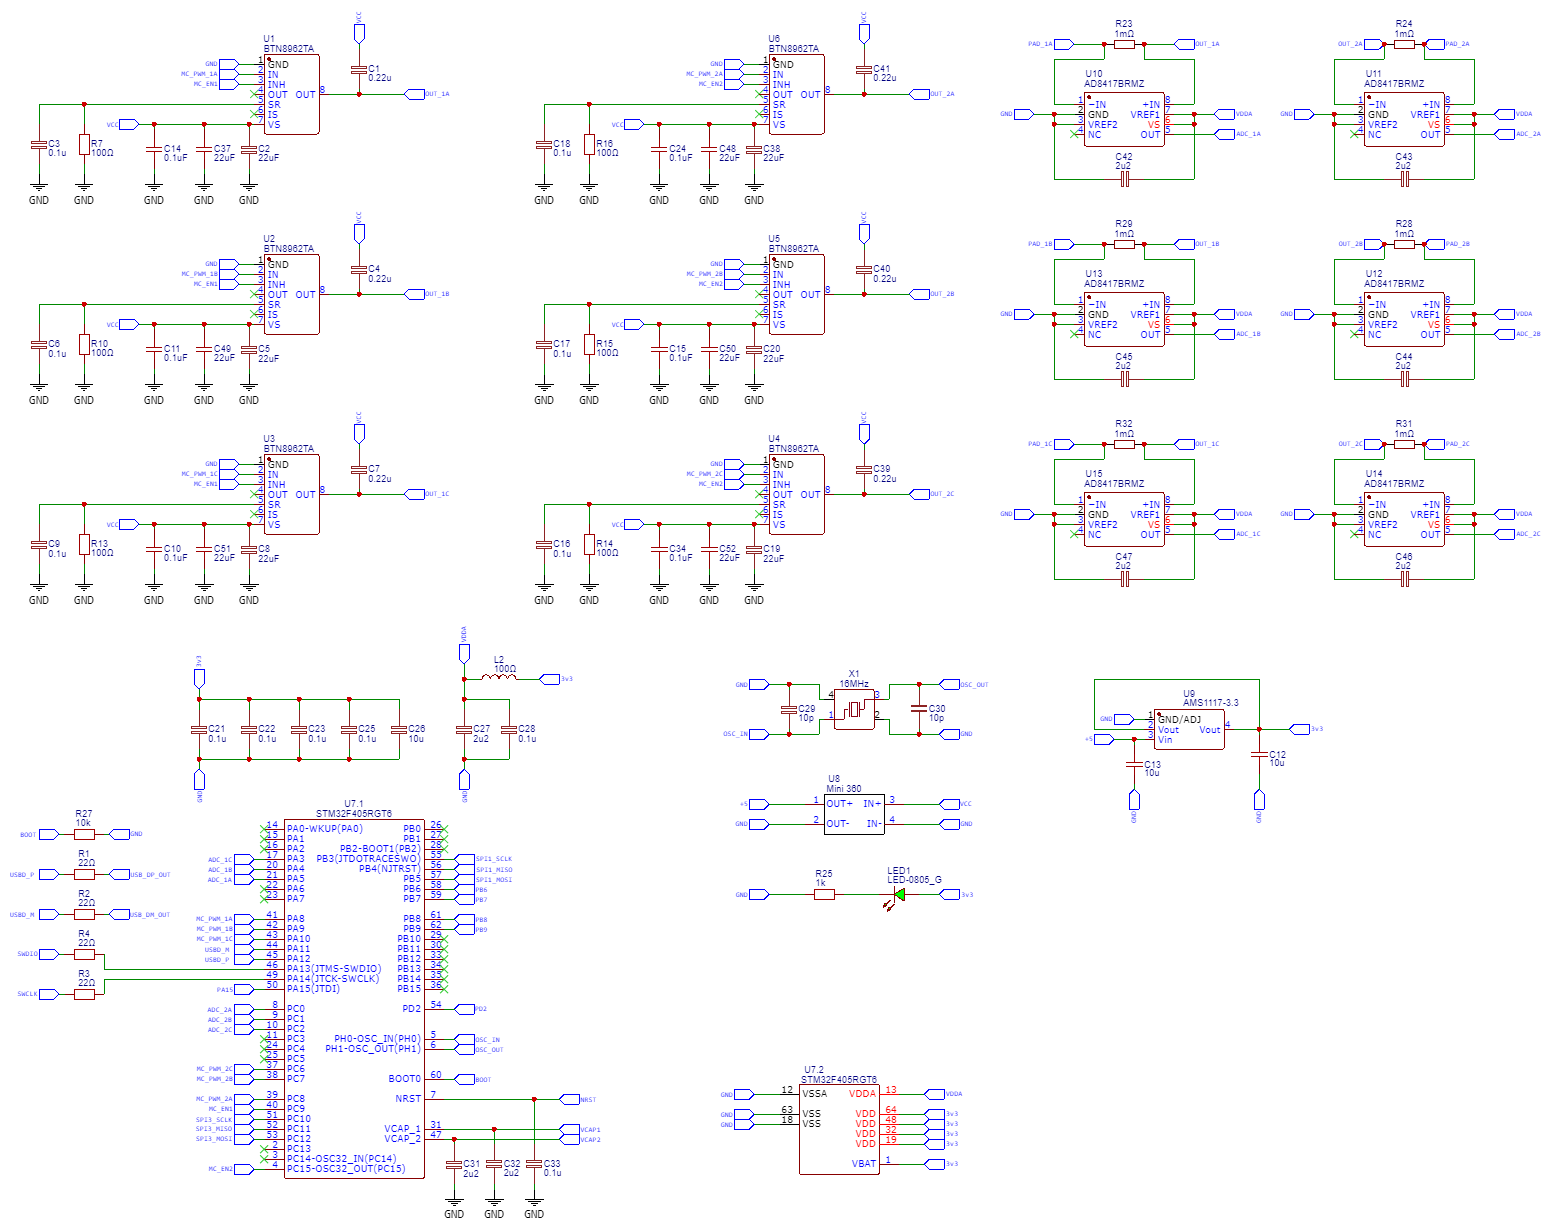 U1
BTN8962TA
VCC
C1
0.22u
GND
MC_PWM_1A
MC_EN1
1 GND
2 IN
3 INH
4 OUT OUT 8
5 SR
6 IS
7 VS
OUT_1A
VCC
C3
0.1u
R7
100Ω
C14
0.1uF
C37
22uF
C2
22uF
GND GND GND GND GND
U6
BTN8962TA
VCC
C41
0.22u
GND
MC_PWM_2A
MC_EN2
1 GND
2 IN
3 INH
4 OUT OUT 8
5 SR
6 IS
7 VS
OUT_2A
VCC
C18
0.1u
R16
100Ω
C24
0.1uF
C48
22uF
C38
22uF
GND GND GND GND GND
R23
1mΩ
PAD_1A OUT_1A
U10
AD8417BRMZ
GND
1 -IN +IN 8
2 GND VREF1 7
3 VREF2 VS 6
4 NC OUT 5
VDDA
ADC_1A
C42
2u2
R24
1mΩ
OUT_2A PAD_2A
U11
AD8417BRMZ
GND
1 -IN +IN 8
2 GND VREF1 7
3 VREF2 VS 6
4 NC OUT 5
VDDA
ADC_2A
C43
2u2
U2
BTN8962TA
VCC
C4
0.22u
GND
MC_PWM_1B
MC_EN1
1 GND
2 IN
3 INH
4 OUT OUT 8
5 SR
6 IS
7 VS
OUT_1B
VCC
C6
0.1u
R10
100Ω
C11
0.1uF
C49
22uF
C5
22uF
GND GND GND GND GND
U5
BTN8962TA
VCC
C40
0.22u
GND
MC_PWM_2B
MC_EN2
1 GND
2 IN
3 INH
4 OUT OUT 8
5 SR
6 IS
7 VS
OUT_2B
VCC
C17
0.1u
R15
100Ω
C15
0.1uF
C50
22uF
C20
22uF
GND GND GND GND GND
R29
1mΩ
PAD_1B OUT_1B
U13
AD8417BRMZ
GND
1 -IN +IN 8
2 GND VREF1 7
3 VREF2 VS 6
4 NC OUT 5
VDDA
ADC_1B
C45
2u2
R28
1mΩ
OUT_2B PAD_2B
U12
AD8417BRMZ
GND
1 -IN +IN 8
2 GND VREF1 7
3 VREF2 VS 6
4 NC OUT 5
VDDA
ADC_2B
C44
2u2
U3
BTN8962TA
VCC
C7
0.22u
GND
MC_PWM_1C
MC_EN1
1 GND
2 IN
3 INH
4 OUT OUT 8
5 SR
6 IS
7 VS
OUT_1C
VCC
C9
0.1u
R13
100Ω
C10
0.1uF
C51
22uF
C8
22uF
GND GND GND GND GND
U4
BTN8962TA
VCC
C39
0.22u
GND
MC_PWM_2C
MC_EN2
1 GND
2 IN
3 INH
4 OUT OUT 8
5 SR
6 IS
7 VS
OUT_2C
VCC
C16
0.1u
R14
100Ω
C34
0.1uF
C52
22uF
C19
22uF
GND GND GND GND GND
R32
1mΩ
PAD_1C OUT_1C
U15
AD8417BRMZ
GND
1 -IN +IN 8
2 GND VREF1 7
3 VREF2 VS 6
4 NC OUT 5
VDDA
ADC_1C
C47
2u2
R31
1mΩ
OUT_2C PAD_2C
U14
AD8417BRMZ
GND
1 -IN +IN 8
2 GND VREF1 7
3 VREF2 VS 6
4 NC OUT 5
VDDA
ADC_2C
C46
2u2
3v3
C21
0.1u
C22
0.1u
C23
0.1u
C25
0.1u
C26
10u
GND
VDDA
L2
100Ω
3v3
C27
2u2
C28
0.1u
GND
X1
16MHz
GND
OSC_IN
C29
10p
4 3
1 2
C30
10p
OSC_OUT
GND
U9
AMS1117-3.3
GND
+5
1 GND/ADJ
2 Vout Vout 4
3 Vin
3v3
C13
10u
C12
10u
GND
GND
U8
Mini 360
+5 1 OUT+ IN+ 3 VCC
GND 2 OUT- IN- 4 GND
GND
R25
1k
LED1
LED-0805_G
3v3
R27
10k
BOOT GND
R1
22Ω
USBD_P USB_DP_OUT
R2
22Ω
USBD_M USB_DM_OUT
R4
22Ω
SWDIO
R3
22Ω
SWCLK
U7.1
STM32F405RGT6
14 PA0-WKUP(PA0)
15 PA1
16 PA2
ADC_1C 17 PA3
ADC_1B 20 PA4
ADC_1A 21 PA5
22 PA6
23 PA7
MC_PWM_1A 41 PA8
MC_PWM_1B 42 PA9
MC_PWM_1C 43 PA10
USBD_M 44 PA11
USBD_P 45 PA12
46 PA13(JTMS-SWDIO)
49 PA14(JTCK-SWCLK)
PA15 50 PA15(JTDI)
ADC_2A 8 PC0
ADC_2B 9 PC1
ADC_2C 10 PC2
11 PC3
24 PC4
25 PC5
MC_PWM_2C 37 PC6
MC_PWM_2B 38 PC7
MC_PWM_2A 39 PC8
MC_EN1 40 PC9
SPI3_SCLK 51 PC10
SPI3_MISO 52 PC11
SPI3_MOSI 53 PC12
2 PC13
3 PC14-OSC32_IN(PC14)
MC_EN2 4 PC15-OSC32_OUT(PC15)
PB0 26
PB1 27
PB2-BOOT1(PB2) 28
PB3(JTDOTRACESWO) 55 SPI1_SCLK
PB4(NJTRST) 56 SPI1_MISO
PB5 57 SPI1_MOSI
PB6 58 PB6
PB7 59 PB7
PB8 61 PB8
PB9 62 PB9
PB10 29
PB11 30
PB12 33
PB13 34
PB14 35
PB15 36
PD2 54 PD2
PH0-OSC_IN(PH0) 5 OSC_IN
PH1-OSC_OUT(PH1) 6 OSC_OUT
BOOT0 60 BOOT
NRST 7 NRST
VCAP_1 31 VCAP1
VCAP_2 47 VCAP2
C31
2u2
C32
2u2
C33
0.1u
GND GND GND
U7.2
STM32F405RGT6
GND 12 VSSA VDDA 13 VDDA
GND 63 VSS VDD 64 3v3
GND 18 VSS VDD 48 3v3
VDD 32 3v3
VDD 19 3v3
VBAT 1 3v3